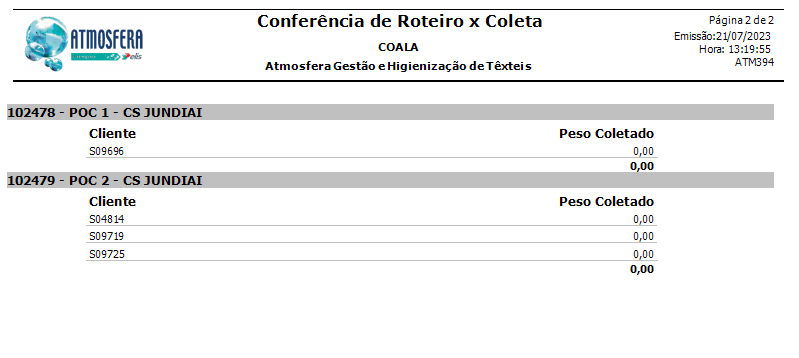 ATMOSFERA
elis
Conferência de Roteiro x Coleta
COALA
Atmosfera Gestão e Higienização de Têxteis
Página 2 de 2
Emissão:21/07/2023
Hora: 13:19:55
ATM394
102478 - POC 1 - CS JUNDIAI
Cliente Peso Coletado
S09696 0,00
0,00
102479 - POC 2 - CS JUNDIAI
Cliente Peso Coletado
S04814 0,00
S09719 0,00
S09725 0,00
0,00